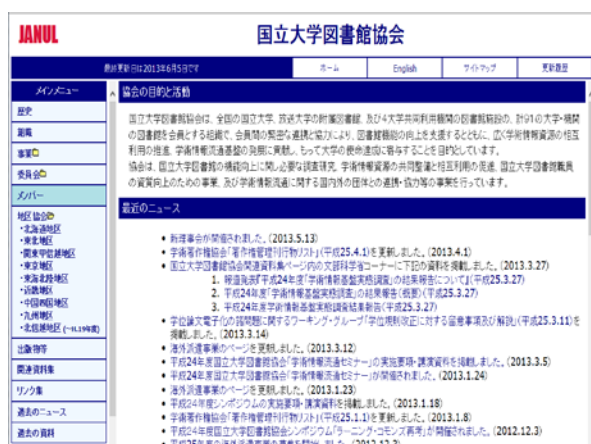 JANUL
国立大学図書館協会
最終更新日は2013年6月5日です
ホーム
English
サイトマップ
更新履歴
メインメニュー
歴史
組織
事業
委員会
メンバー
地区協会
・北海道地区
・東北地区
・関東甲信越地区
・東京地区
・東海北陸地区
・近畿地区
・中国四国地区
・九州地区
・北信越地区 (~H.19年度)
出版物等
関連資料集
リンク集
過去のニュース
過去の資料
協会の目的と活動
国立大学図書館協会は、全国の国立大学、放送大学の附属図書館、及び4大学共同利用機関の図書館施設の、計91の大学・機関
の図書館を会員とする組織で、会員間の緊密な連携と協力により、図書館機能の向上を支援するとともに、広く学術情報資源の相互
利用の推進、学術情報流通基盤の発展に貢献し、もって大学の使命達成に寄与することを目的としています。
協会は、国立大学図書館の機能向上に関し必要な調査研究、学術情報資源の共同整備と相互利用の促進、国立大学図書館職員
の資質向上のための事業、及び学術情報流通に関する国内外の団体との連携・協力等の事業を行っています。
最近のニュース
• 新理事会が開催されました。(2013.5.13)
• 学術著作権協会「著作権管理刊行物リスト」(平成25.4.1)を更新しました。(2013.4.1)
• 国立大学図書館協会関連資料集ページ内の文部科学省コーナーに下記の資料を掲載しました。(2013.3.27)
1. 報道発表『平成24年度「学術情報基盤実態調査」の結果報告について』(平成25.3.27)
2. 平成24年度「学術情報基盤実態調査」の結果報告(概要)(平成25.3.27)
3. 平成24年度学術情報基盤実態調査結果報告(平成25.3.27)
• 学位論文電子化の諸問題に関するワーキング・グループ「学位規則改正に対する留意事項及び解説」(平成25.3.11)を
掲載しました。(2013.3.14)
• 海外派遣事業のページを更新しました。(2013.3.12)
• 平成24年度国立大学図書館協会「学術情報流通セミナー」の実施要項・講演資料を掲載しました。(2013.3.5)
• 平成24年度国立大学図書館協会「学術情報流通セミナー」が開催されました。(2013.1.24)
• 海外派遣事業のページを更新しました。(2013.1.23)
• 平成24年度シンポジウムの実施要項・講演資料を掲載しました。(2013.1.18)
• 学術著作権協会「著作権管理刊行物リスト」(平成25.1.1)を更新しました。(2013.1.8)
• 平成24年度国立大学図書館協会シンポジウム「ラーニング・コモンズ再考」が開催されました。(2012.12.3)